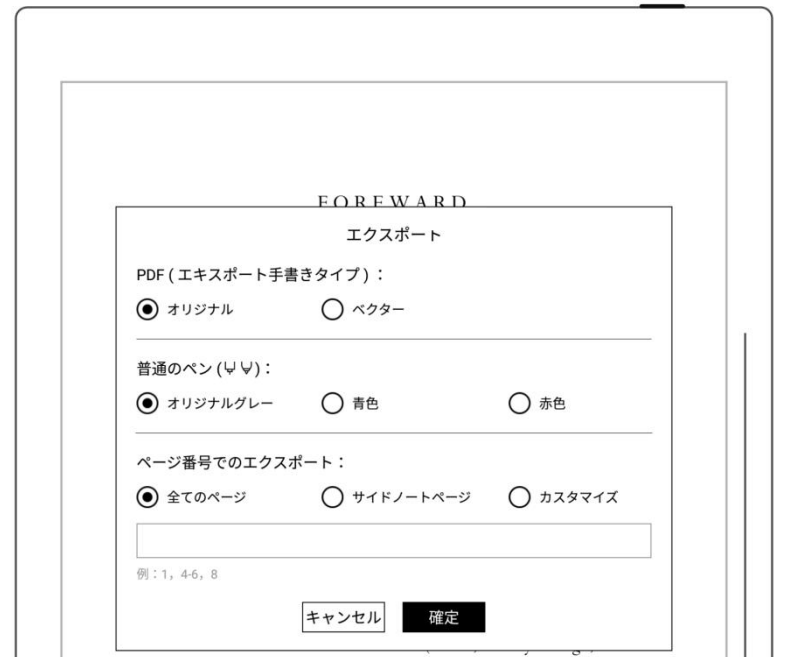 FOREWARD
エクスポート
PDF ( エキスポート手書きタイプ ) :
オリジナル ベクター
普通のペン ( ) :
オリジナルグレー 青色 赤色
ページ番号でのエクスポート :
全てのページ サイドノートページ カスタマイズ
例 : 1, 4-6, 8
キャンセル 確定